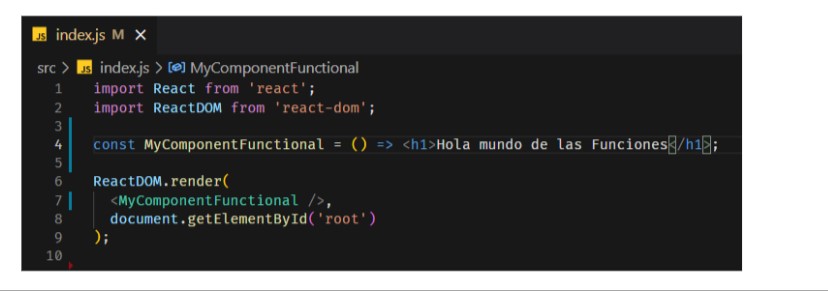 JS index.js M ×
src > JS index.js > MyComponentFunctional
1 import React from 'react';
2 import ReactDOM from 'react-dom';
3
4 const MyComponentFunctional = () => <h1>Hola mundo de las Funciones</h1>;
5
6 ReactDOM.render(
7 <MyComponentFunctional />,
8 document.getElementById('root')
9 );
10